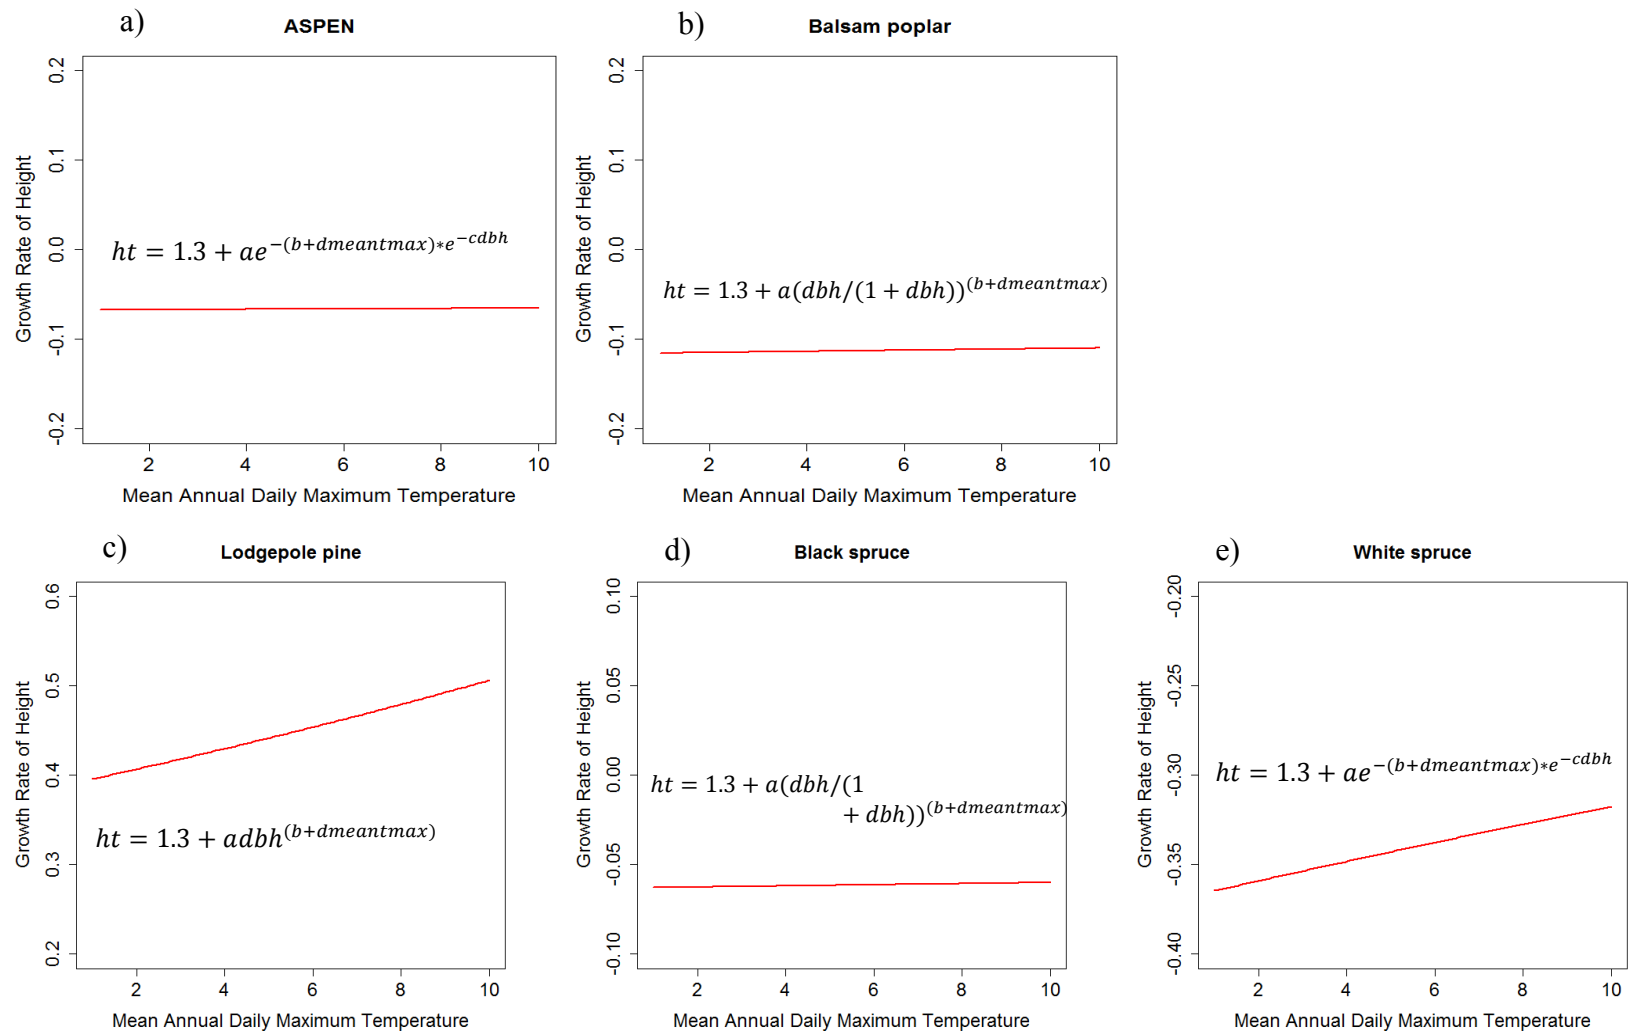 a)
ASPEN
Growth Rate of Height
0.2
0.1
0.0
-0.1
-0.2
ht = 1.3 + ae^{-(b+dmeantmax)*e^{-cdbh}}
2 4 6 8 10
Mean Annual Daily Maximum Temperature
b)
Balsam poplar
Growth Rate of Height
0.2
0.1
0.0
-0.1
-0.2
ht = 1.3 + a(dbh/(1 + dbh))^{(b+dmeantmax)}
2 4 6 8 10
Mean Annual Daily Maximum Temperature
c)
Lodgepole pine
Growth Rate of Height
0.6
0.5
0.4
0.3
0.2
ht = 1.3 + adbh^{(b+dmeantmax)}
2 4 6 8 10
Mean Annual Daily Maximum Temperature
d)
Black spruce
Growth Rate of Height
0.10
0.05
0.00
-0.05
-0.10
ht = 1.3 + a(dbh/(1
+ dbh))^{(b+dmeantmax)}
2 4 6 8 10
Mean Annual Daily Maximum Temperature
e)
White spruce
Growth Rate of Height
-0.20
-0.25
-0.30
-0.35
-0.40
ht = 1.3 + ae^{-(b+dmeantmax)*e^{-cdbh}}
2 4 6 8 10
Mean Annual Daily Maximum Temperature